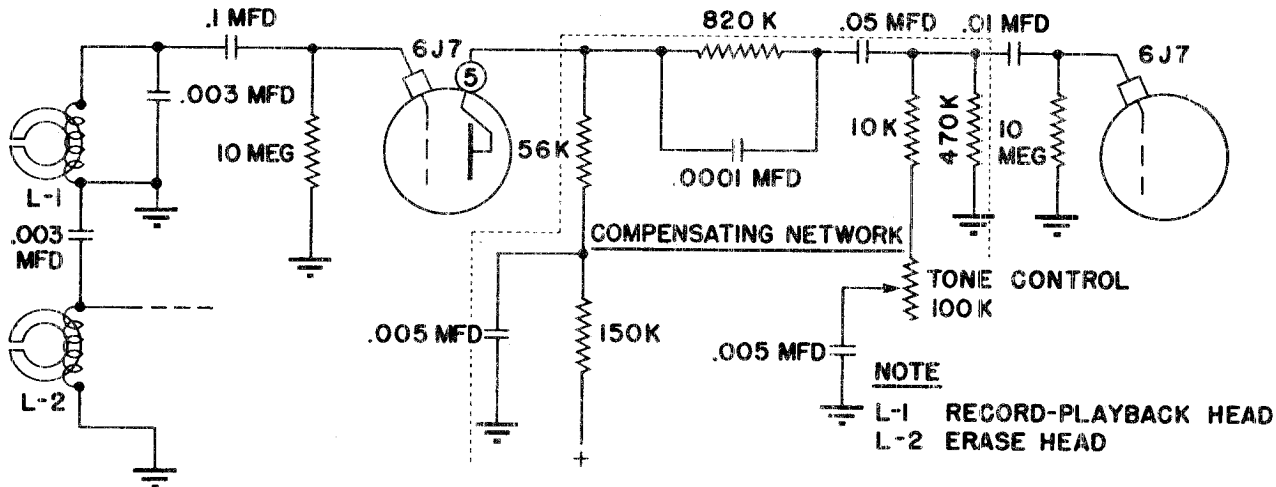 .1 MFD
820 K
.05 MFD
.01 MFD
6J7
5
6J7
.003 MFD
10 MEG
56K
.0001 MFD
10K
470K
10
MEG
L-1
.003
MFD
COMPENSATING NETWORK
TONE CONTROL
100K
.005 MFD
150K
.005 MFD
NOTE
L-1 RECORD-PLAYBACK HEAD
L-2 ERASE HEAD
L-2
+